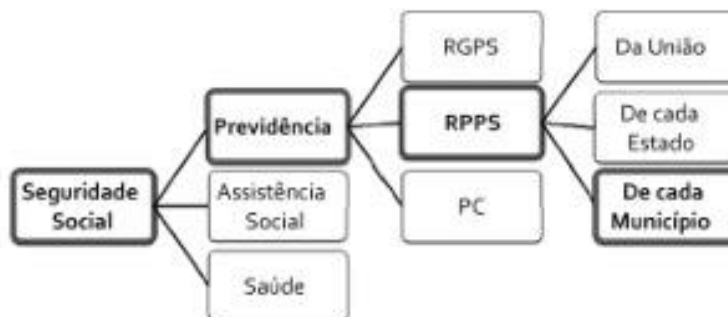 Seguridade
Social
Previdência
Assistência
Social
Saúde
RGPS
RPPS
PC
Da União
De cada
Estado
De cada
Município